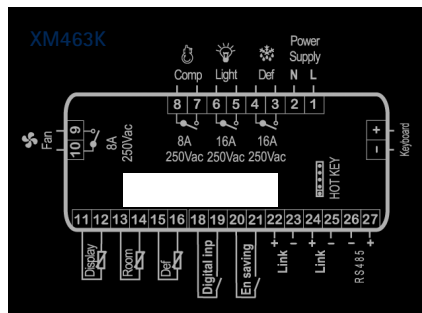 XM463K
Power
Supply
Comp Light Def N L
8 7 6 5 4 3 2 1
8A 16A 16A
250Vac 250Vac 250Vac
Fan
9
10
8A
250Vac
HOT KEY
+
-
Keyboard
11 12 13 14 15 16 18 19 20 21 22 23 24 25 26 27
+ - + - - +
Display
Room
Def
Digital inp
En saving
Link
Link
RS485